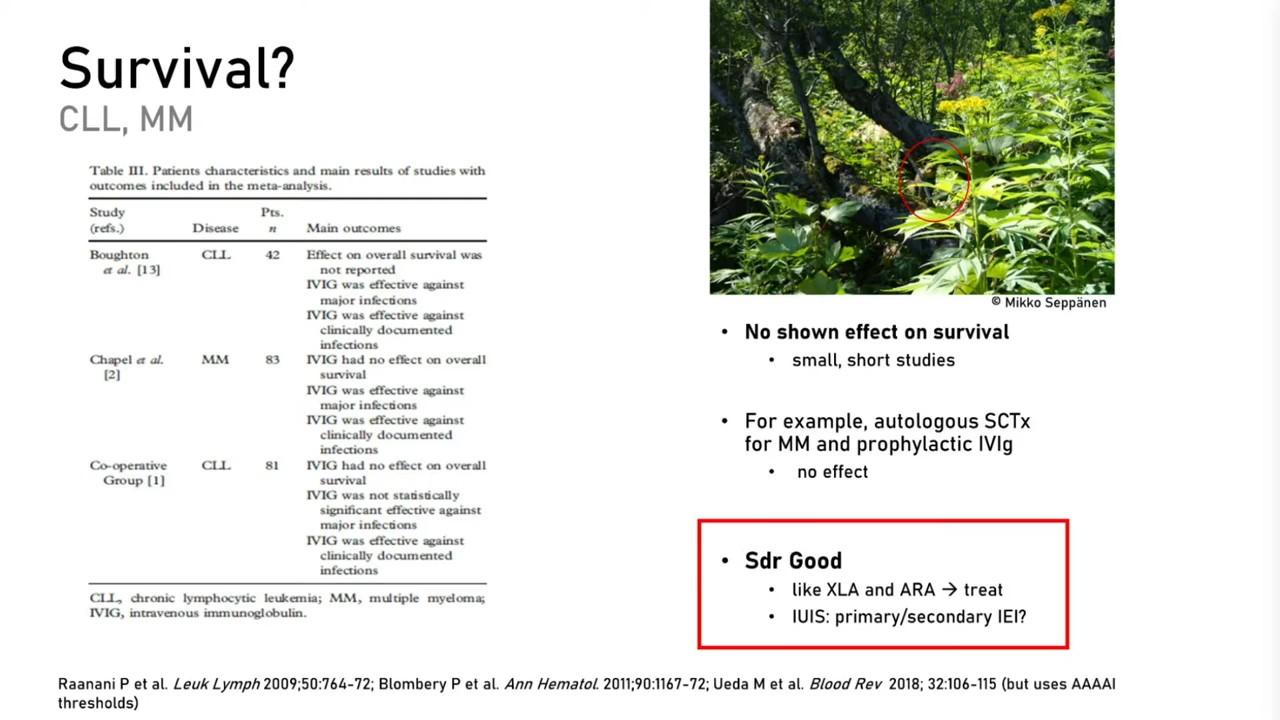 Survival?
CLL, MM
Table III. Patients characteristics and main results of studies with
outcomes included in the meta-analysis.
Study
(refs.)
Disease
Pts.
n
Main outcomes
Boughton
et al. [13]
CLL
42
Effect on overall survival was
not reported
IVIG was effective against
major infections
IVIG was effective against
clinically documented
infections
Chapel et al.
[2]
MM
83
IVIG had no effect on overall
survival
IVIG was effective against
major infections
IVIG was effective against
clinically documented
infections
Co-operative
Group [1]
CLL
81
IVIG had no effect on overall
survival
IVIG was not statistically
significant effective against
major infections
IVIG was effective against
clinically documented
infections
CLL, chronic lymphocytic leukemia; MM, multiple myeloma;
IVIG, intravenous immunoglobulin.
© Mikko Seppänen
• No shown effect on survival
• small, short studies
• For example, autologous SCTx
for MM and prophylactic IVIg
• no effect
• Sdr Good
• like XLA and ARA → treat
• IUIS: primary/secondary IEI?
Raanani P et al. Leuk Lymph 2009;50:764-72; Blombery P et al. Ann Hematol. 2011;90:1167-72; Ueda M et al. Blood Rev 2018; 32:106-115 (but uses AAAAI
thresholds)